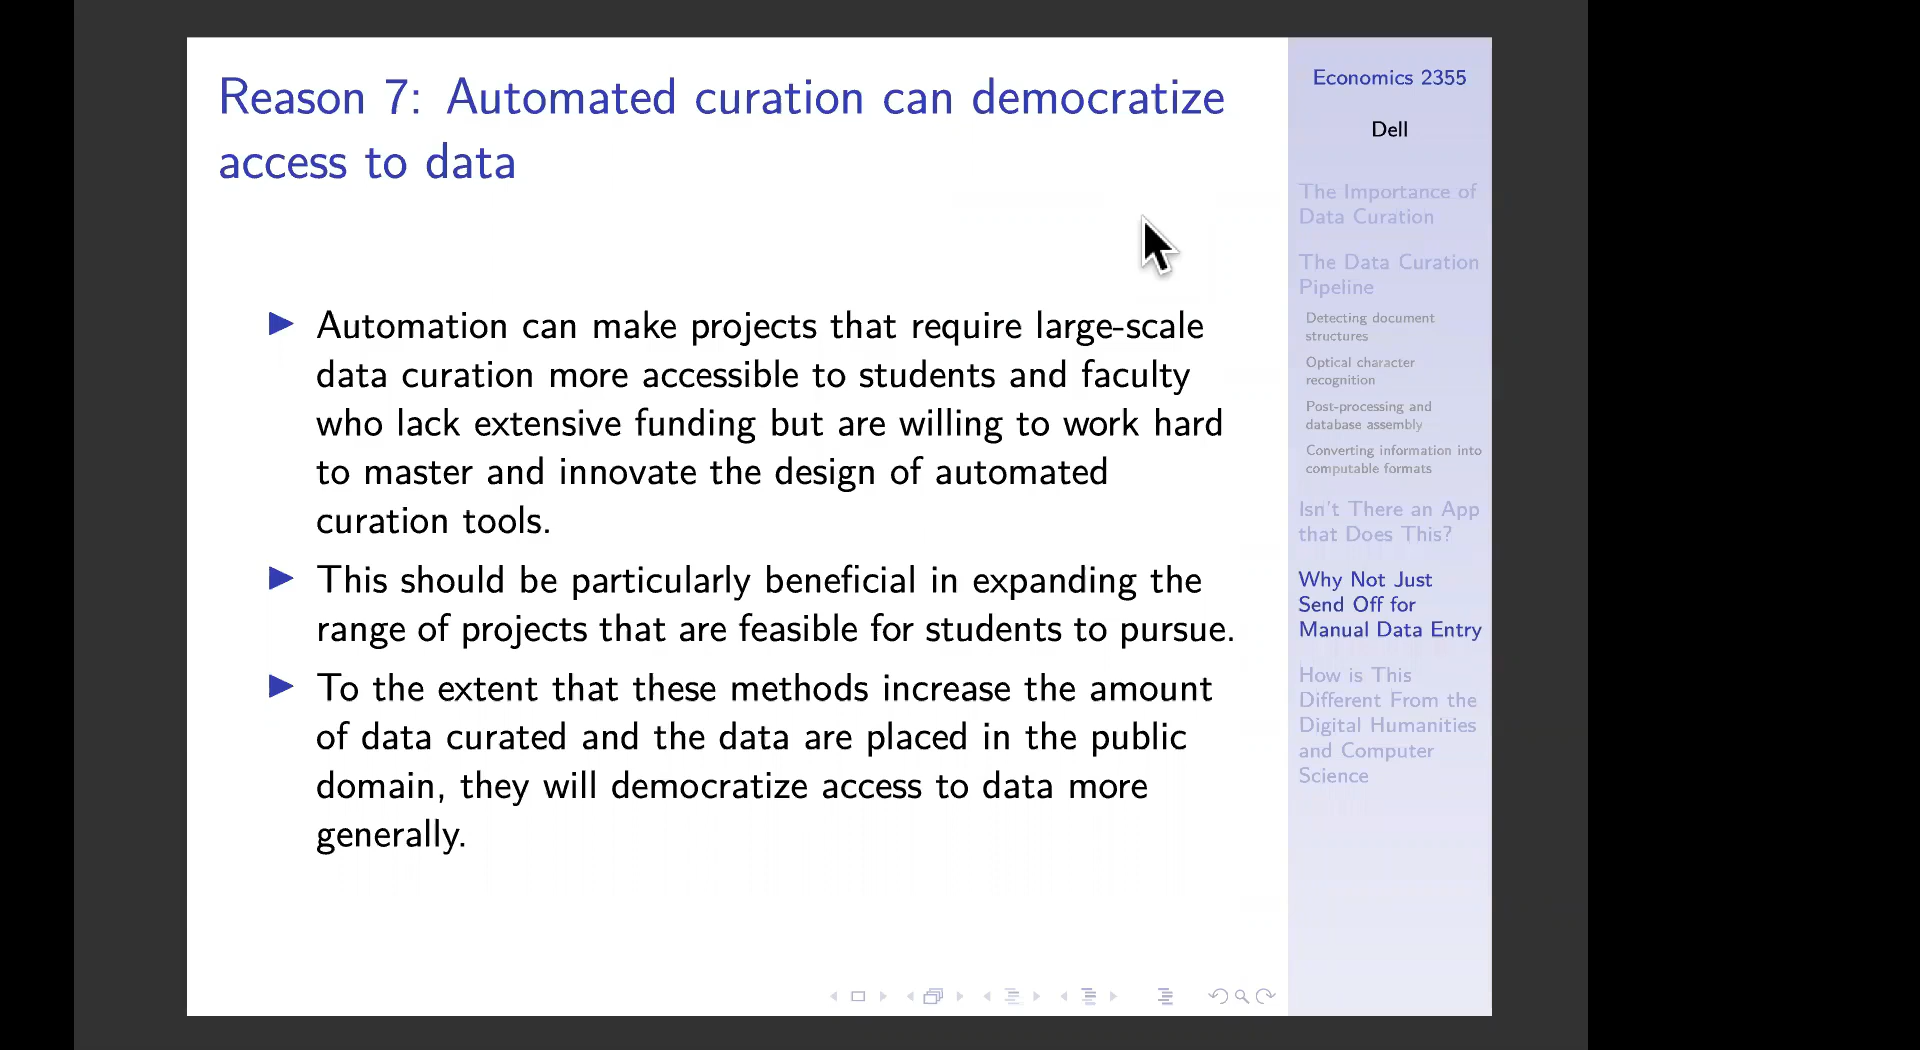 Reason 7: Automated curation can democratize
access to data
Automation can make projects that require large-scale
data curation more accessible to students and faculty
who lack extensive funding but are willing to work hard
to master and innovate the design of automated
curation tools.
This should be particularly beneficial in expanding the
range of projects that are feasible for students to pursue.
To the extent that these methods increase the amount
of data curated and the data are placed in the public
domain, they will democratize access to data more
generally.
Economics 2355
Dell
The Importance of
Data Curation
The Data Curation
Pipeline
Detecting document
structures
Optical character
recognition
Post-processing and
database assembly
Converting information into
computable formats
Isn't There an App
that Does This?
Why Not Just
Send Off for
Manual Data Entry
How is This
Different From the
Digital Humanities
and Computer
Science